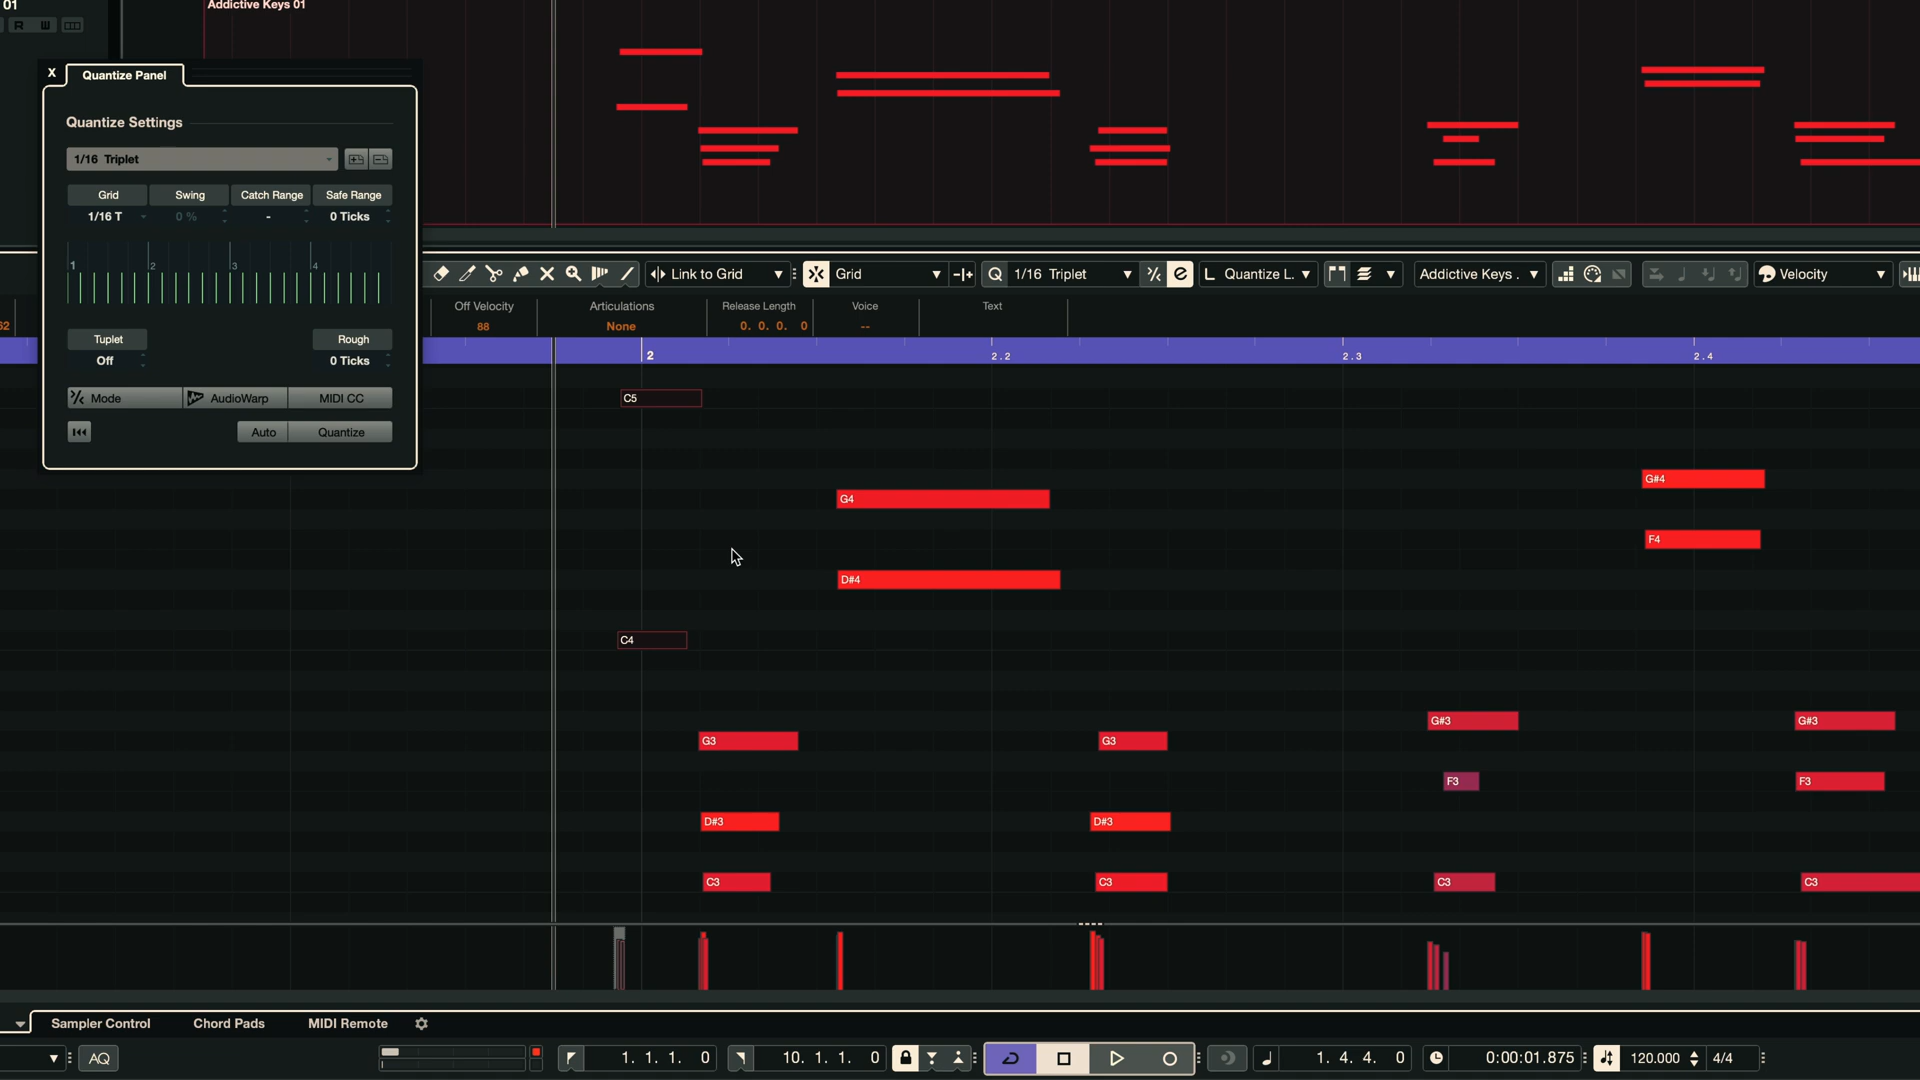 01
Addictive Keys 01
R
X
Quantize Panel
Quantize Settings
1/16 Triplet
Grid
Swing
Catch Range
Safe Range
1/16 T
0 %
-
0 Ticks
1
2
3
4
Tuplet
Rough
Off
0 Ticks
Mode
AudioWarp
MIDI CC
Auto
Quantize
Link to Grid
Grid
Q
1/16 Triplet
L
Quantize L.
Addictive Keys .
Velocity
62
Off Velocity
Articulations
Release Length
Voice
Text
88
None
0. 0. 0. 0
--
2
2.2
2.3
2.4
C5
G#4
G4
F4
D#4
C4
G#3
G#3
G3
G3
F3
F3
D#3
D#3
C3
C3
C3
C3
Sampler Control
Chord Pads
MIDI Remote
AQ
1. 1. 1. 0
10. 1. 1. 0
1. 4. 4. 0
0:00:01.875
120.000
4/4